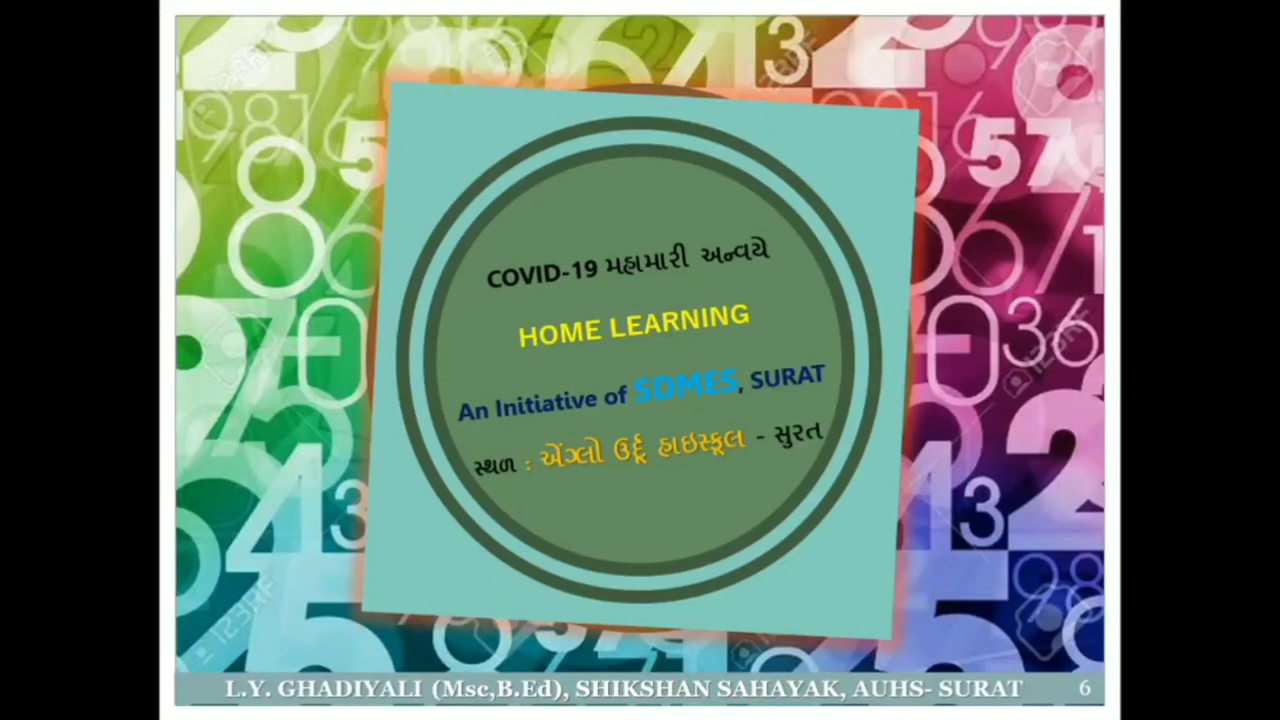 COVID-19 મહામારી અન્વયે
HOME LEARNING
An Initiative of SDMES, SURAT
સ્થળ : એંગ્લો ઉર્દૂ હાઇસ્કૂલ - સુરત
L.Y. GHADIYALI (Msc,B.Ed), SHIKSHAN SAHAYAK, AUHS- SURAT 6